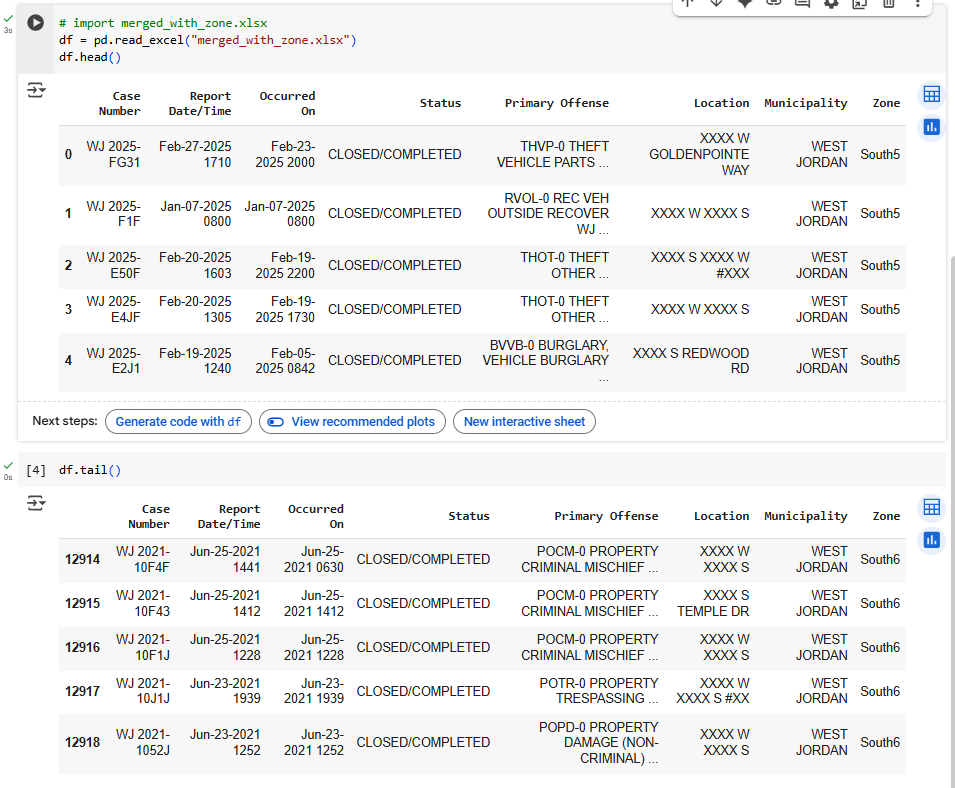 # import merged_with_zone.xlsx
3s
df = pd.read_excel("merged_with_zone.xlsx")
df.head()
Case Number Report Date/Time Occurred On Status Primary Offense Location Municipality Zone
0 WJ 2025-FG31 Feb-27-2025 1710 Feb-23-2025 2000 CLOSED/COMPLETED THVP-0 THEFT VEHICLE PARTS ... XXXX W GOLDENPOINTE WAY WEST JORDAN South5
1 WJ 2025-F1F Jan-07-2025 0800 Jan-07-2025 0800 CLOSED/COMPLETED RVOL-0 REC VEH OUTSIDE RECOVER WJ ... XXXX W XXXX S WEST JORDAN South5
2 WJ 2025-E50F Feb-20-2025 1603 Feb-19-2025 2200 CLOSED/COMPLETED THOT-0 THEFT OTHER ... XXXX S XXXX W #XXX WEST JORDAN South5
3 WJ 2025-E4JF Feb-20-2025 1305 Feb-19-2025 1730 CLOSED/COMPLETED THOT-0 THEFT OTHER ... XXXX W XXXX S WEST JORDAN South5
4 WJ 2025-E2J1 Feb-19-2025 1240 Feb-05-2025 0842 CLOSED/COMPLETED BVVB-0 BURGLARY, VEHICLE BURGLARY ... XXXX S REDWOOD RD WEST JORDAN South5
Next steps: Generate code with df View recommended plots New interactive sheet
[4] df.tail()
0s
Case Number Report Date/Time Occurred On Status Primary Offense Location Municipality Zone
12914 WJ 2021-10F4F Jun-25-2021 1441 Jun-25-2021 0630 CLOSED/COMPLETED POCM-0 PROPERTY CRIMINAL MISCHIEF ... XXXX W XXXX S WEST JORDAN South6
12915 WJ 2021-10F43 Jun-25-2021 1412 Jun-25-2021 1412 CLOSED/COMPLETED POCM-0 PROPERTY CRIMINAL MISCHIEF ... XXXX S TEMPLE DR WEST JORDAN South6
12916 WJ 2021-10F1J Jun-25-2021 1228 Jun-25-2021 1228 CLOSED/COMPLETED POCM-0 PROPERTY CRIMINAL MISCHIEF ... XXXX W XXXX S WEST JORDAN South6
12917 WJ 2021-10J1J Jun-23-2021 1939 Jun-23-2021 1939 CLOSED/COMPLETED POTR-0 PROPERTY TRESPASSING ... XXXX W XXXX S #XX WEST JORDAN South6
12918 WJ 2021-1052J Jun-23-2021 1252 Jun-23-2021 1252 CLOSED/COMPLETED POPD-0 PROPERTY DAMAGE (NON-CRIMINAL) ... XXXX W XXXX S WEST JORDAN South6